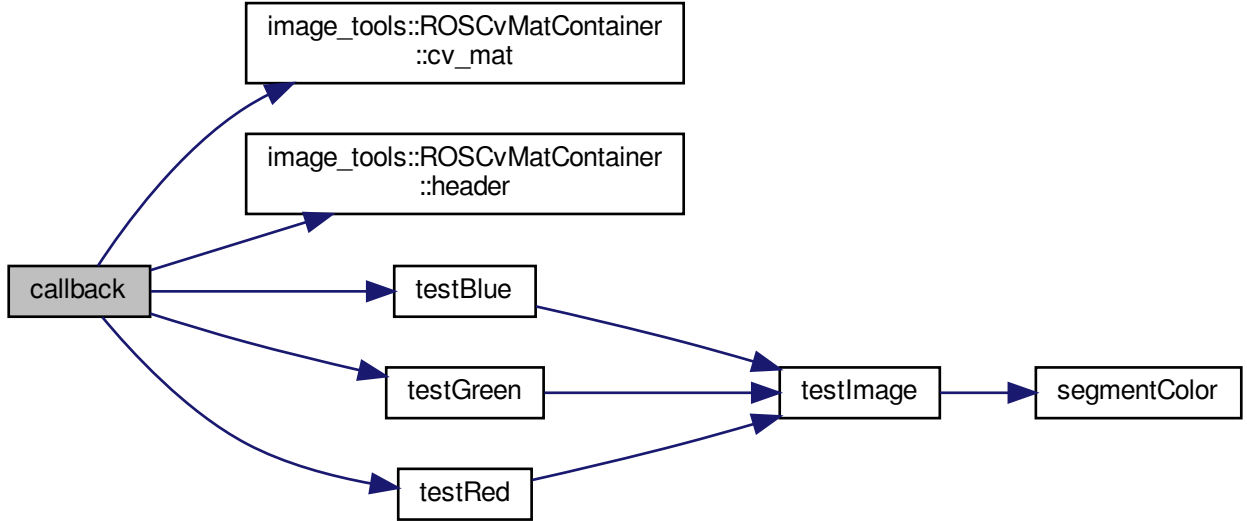 image_tools::ROSCvMatContainer
::cv_mat
image_tools::ROSCvMatContainer
::header
callback
testBlue
testGreen
testImage
segmentColor
testRed